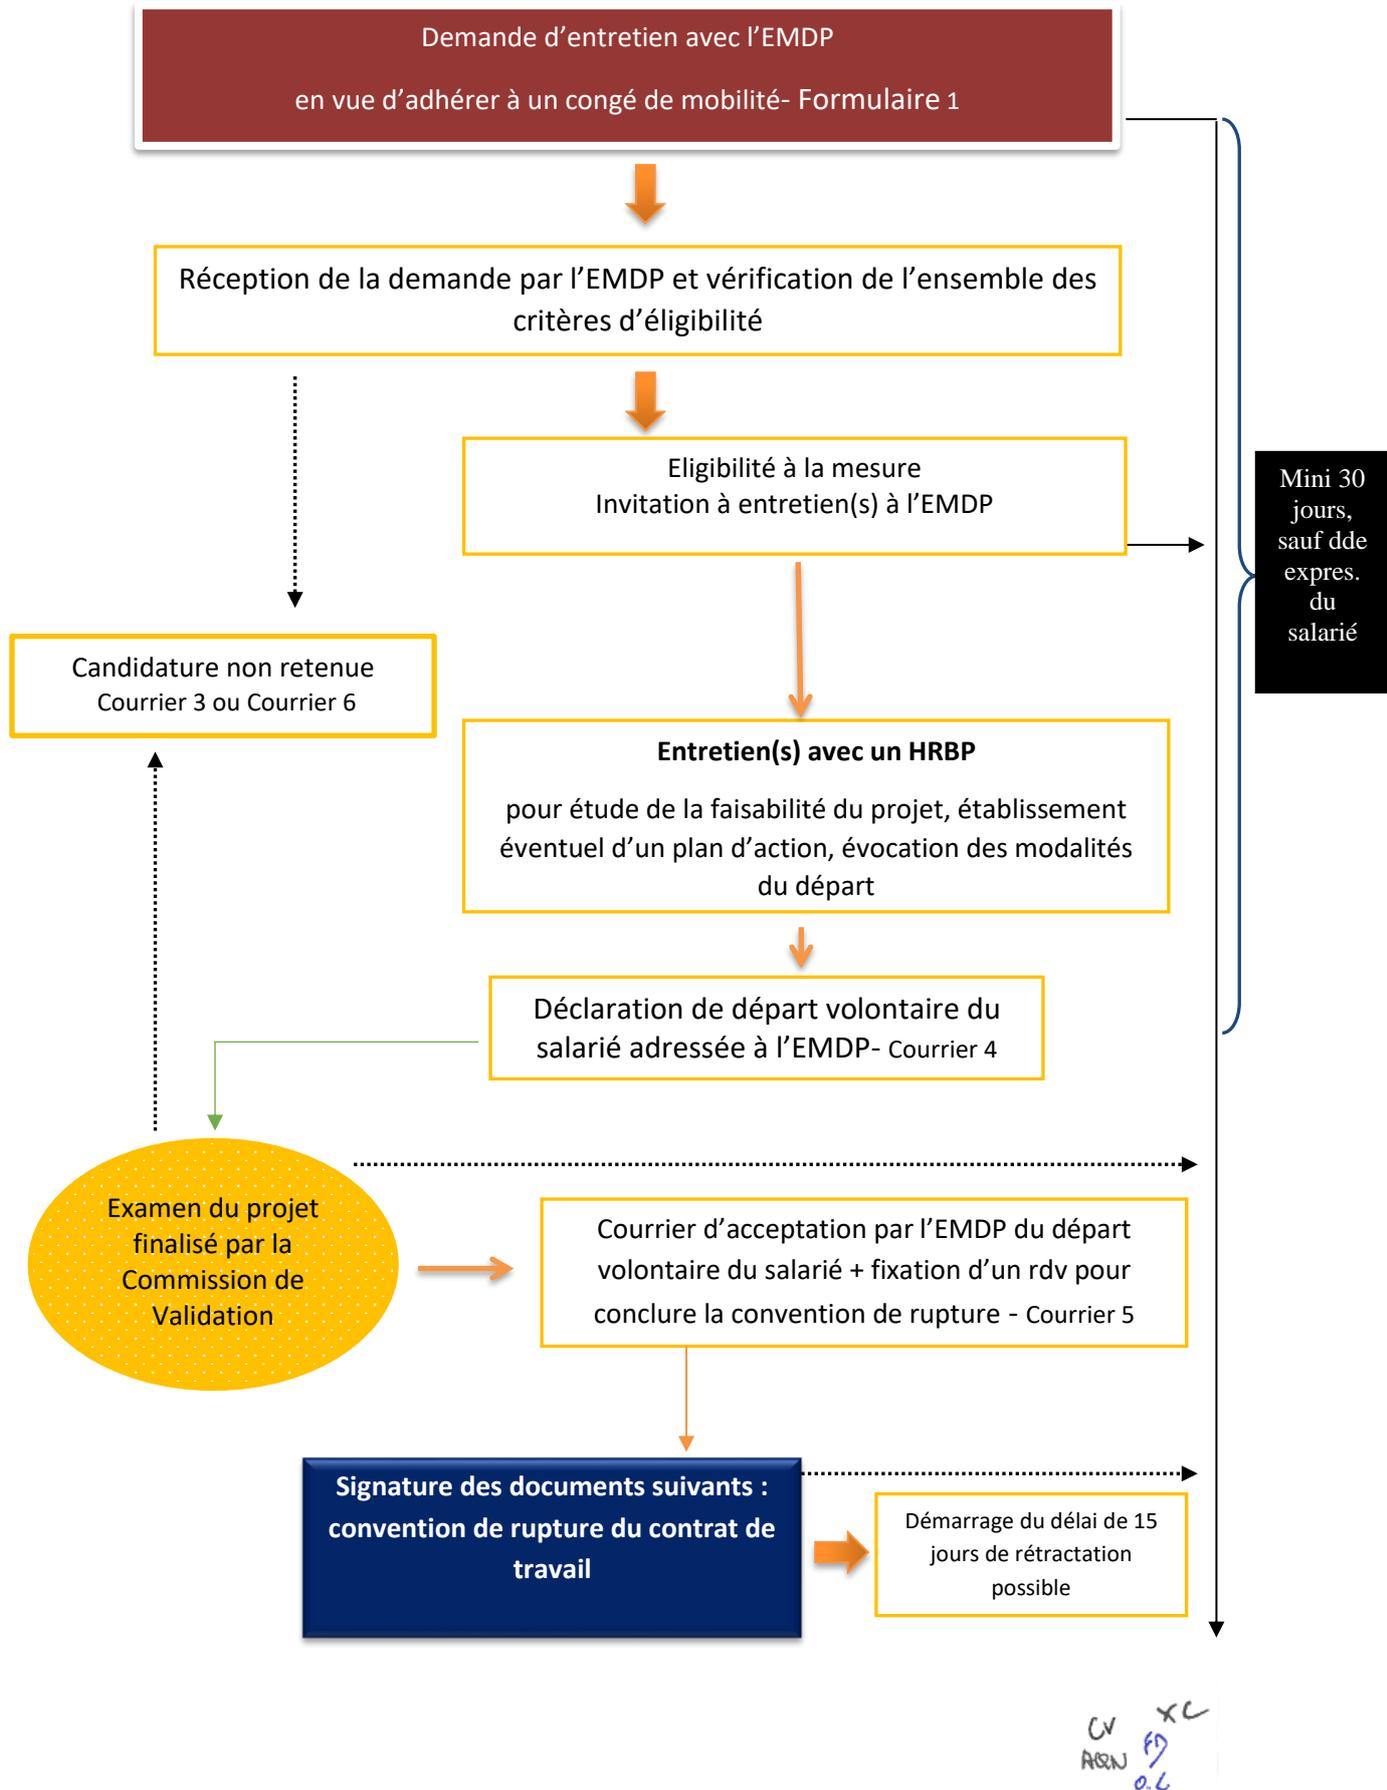 Demande d’entretien avec l’EMDP
en vue d’adhérer à un congé de mobilité- Formulaire 1
Réception de la demande par l’EMDP et vérification de l’ensemble des
critères d’éligibilité
Eligibilité à la mesure
Invitation à entretien(s) à l’EMDP
Mini 30
jours,
sauf dde
expres.
du
salarié
Candidature non retenue
Courrier 3 ou Courrier 6
Entretien(s) avec un HRBP
pour étude de la faisabilité du projet, établissement
éventuel d’un plan d’action, évocation des modalités
du départ
Déclaration de départ volontaire du
salarié adressée à l’EMDP- Courrier 4
Examen du projet
finalisé par la
Commission de
Validation
Courrier d’acceptation par l’EMDP du départ
volontaire du salarié + fixation d’un rdv pour
conclure la convention de rupture - Courrier 5
Signature des documents suivants :
convention de rupture du contrat de
travail
Démarrage du délai de 15
jours de rétractation
possible
CV XC